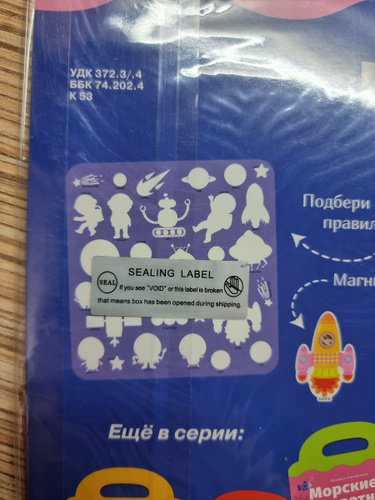 УДК 372.3/.4
ББК 74.202.4
К 53
Подбери
правил
SEALING LABEL
SEAL
If you see "VOID" or this label is broken
that means box has been opened during shipping.
Магни
Ещё в серии:
Морские